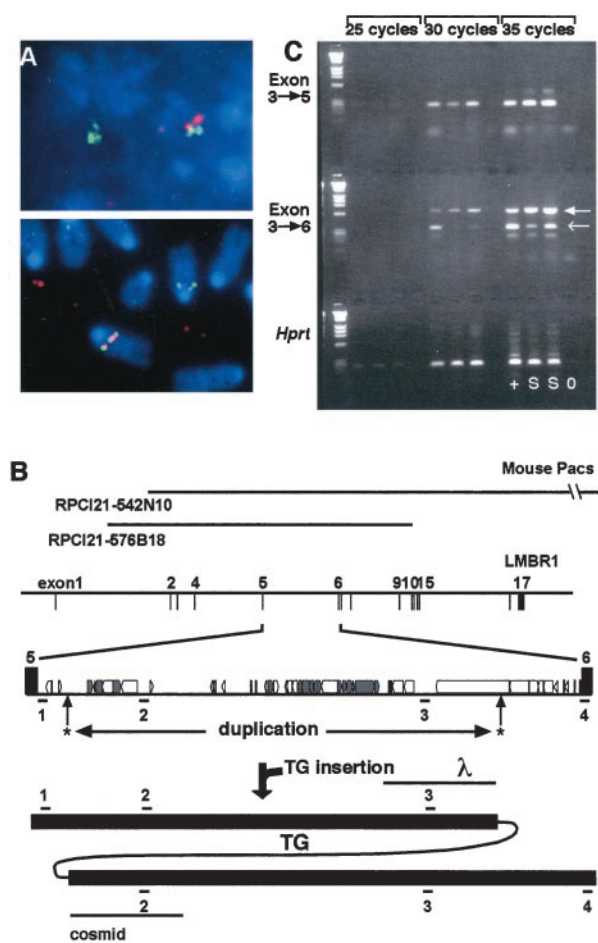 A
C
25 cycles 30 cycles 35 cycles
Exon
3→5
Exon
3→6
Hprt
+ S S 0
B
Mouse Pacs
RPCI21-542N10
RPCI21-576B18
LMBR1
exon1 2 4 5 6 9 10 15 17
5 6
1 2 3 4
* duplication *
TG insertion λ
1 2 3
TG
2 3 4
cosmid